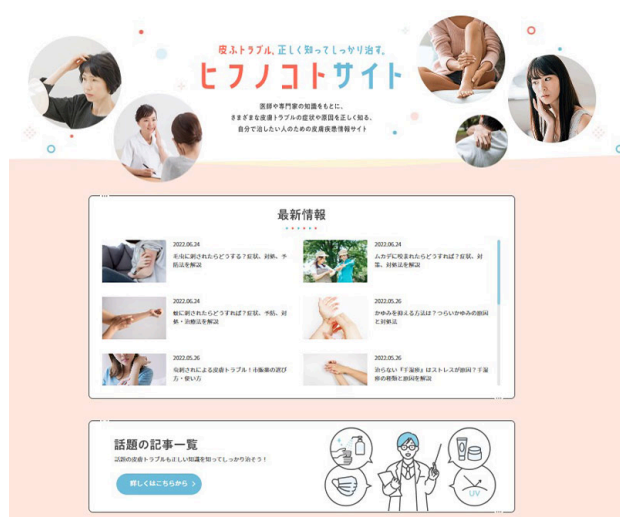 皮ふトラブル、正しく知ってしっかり治す。
ヒフノコトサイト
医師や専門家の知識をもとに、
さまざまな皮膚トラブルの症状や原因を正しく知る、
自分で治したい人のための皮膚疾患情報サイト
最新情報
2022.06.24
毛虫に刺されたらどうする？症状、対処、予
防法を解説
2022.06.24
ムカデに咬まれたらどうすれば？症状、対
策、対処法を解説
2022.06.24
蚊に刺されたらどうすれば？症状、予防、対
処・治療法を解説
2022.05.26
かゆみを抑える方法は？つらいかゆみの原因
と対処法
2022.05.26
虫刺されによる皮膚トラブル！市販薬の選び
方・使い方
2022.05.26
治らない『手湿疹』はストレスが原因？手湿
疹の種類と原因を解説
話題の記事一覧
話題の皮膚トラブルも正しい知識を知ってしっかり治そう！
詳しくはこちらから
UV